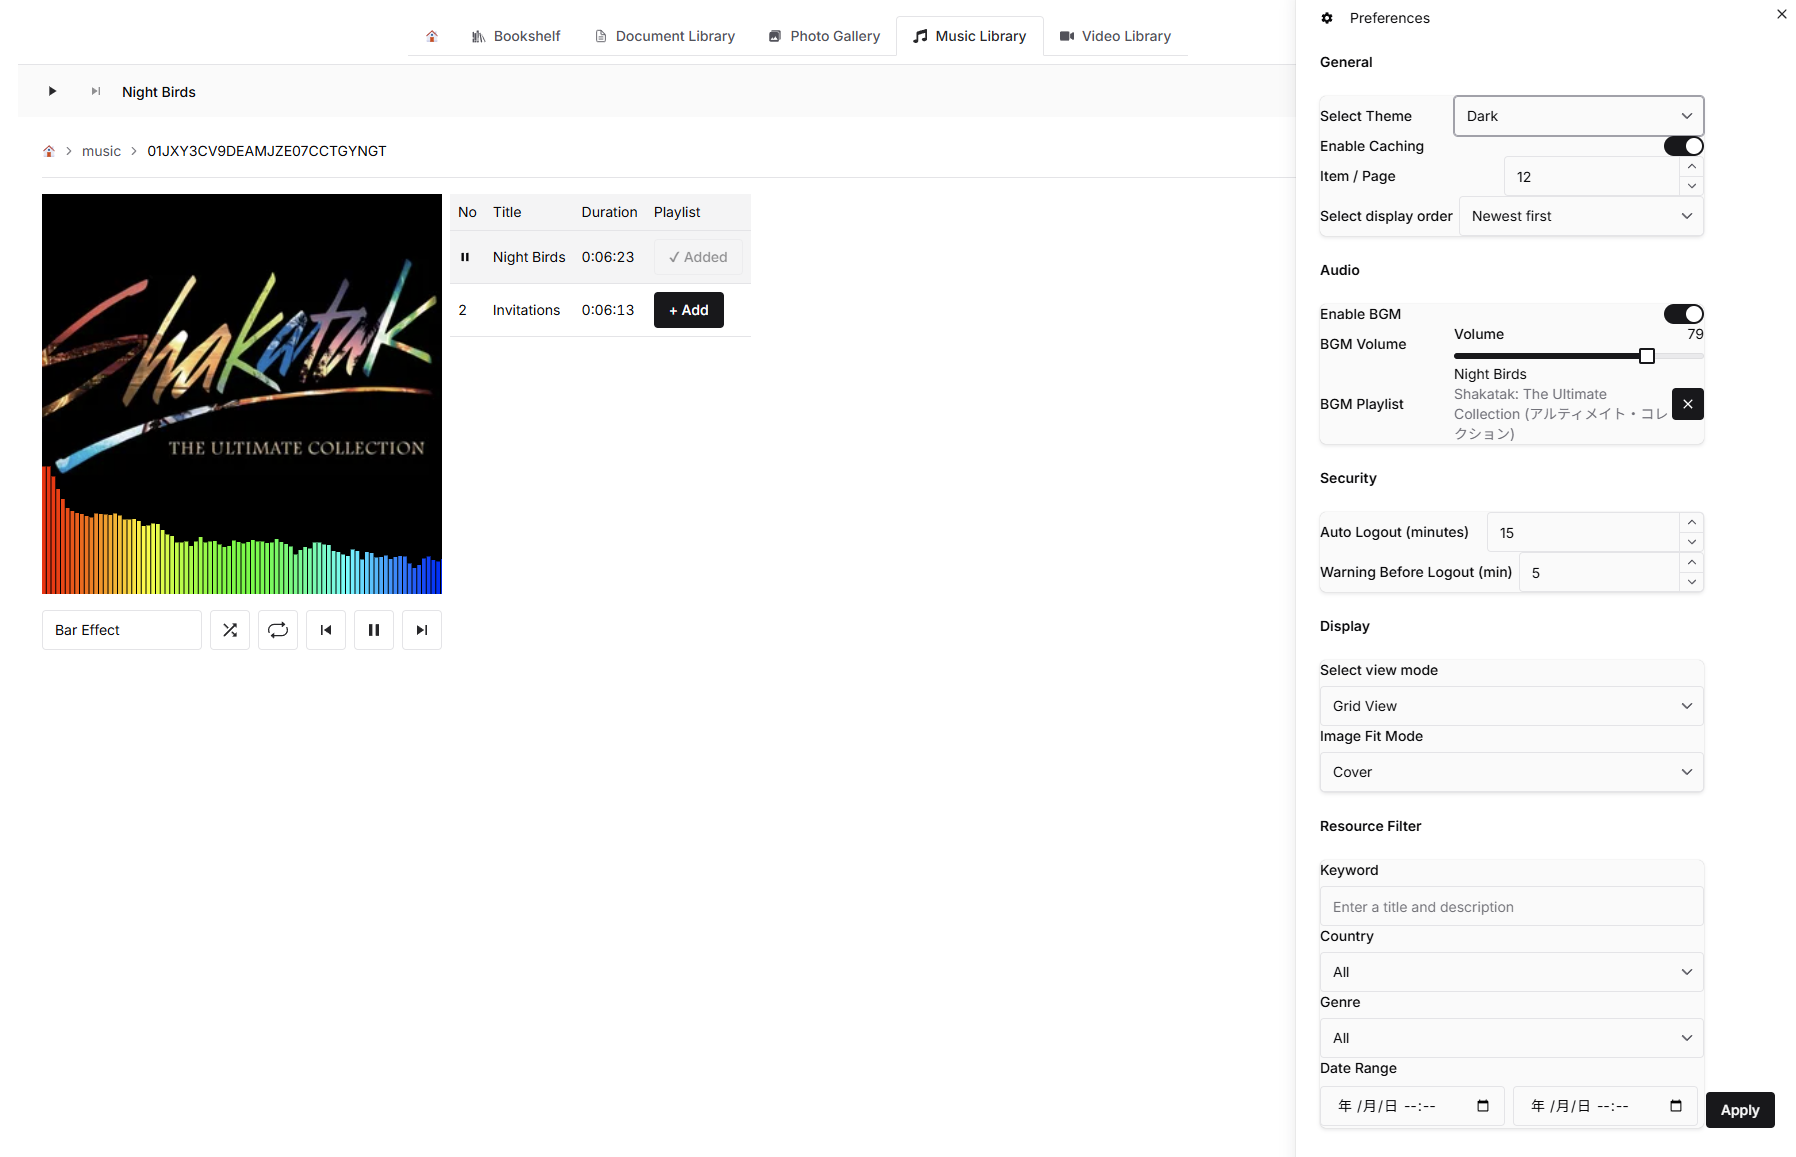 Bookshelf
Document Library
Photo Gallery
Music Library
Video Library
Night Birds
music
01JXY3CV9DEAMJZE07CCTGYNGT
Shakatak
THE ULTIMATE COLLECTION
Bar Effect
No Title Duration Playlist
Night Birds 0:06:23 ✓ Added
2 Invitations 0:06:13 + Add
Preferences
General
Select Theme Dark
Enable Caching
Item / Page 12
Select display order Newest first
Audio
Enable BGM
Volume 79
BGM Volume
Night Birds
Shakatak: The Ultimate
BGM Playlist
Collection (アルティメイト・コレ
クション)
Security
Auto Logout (minutes) 15
Warning Before Logout (min) 5
Display
Select view mode
Grid View
Image Fit Mode
Cover
Resource Filter
Keyword
Enter a title and description
Country
All
Genre
All
Date Range
年 /月/日 --:-- 年 /月/日 --:--
Apply